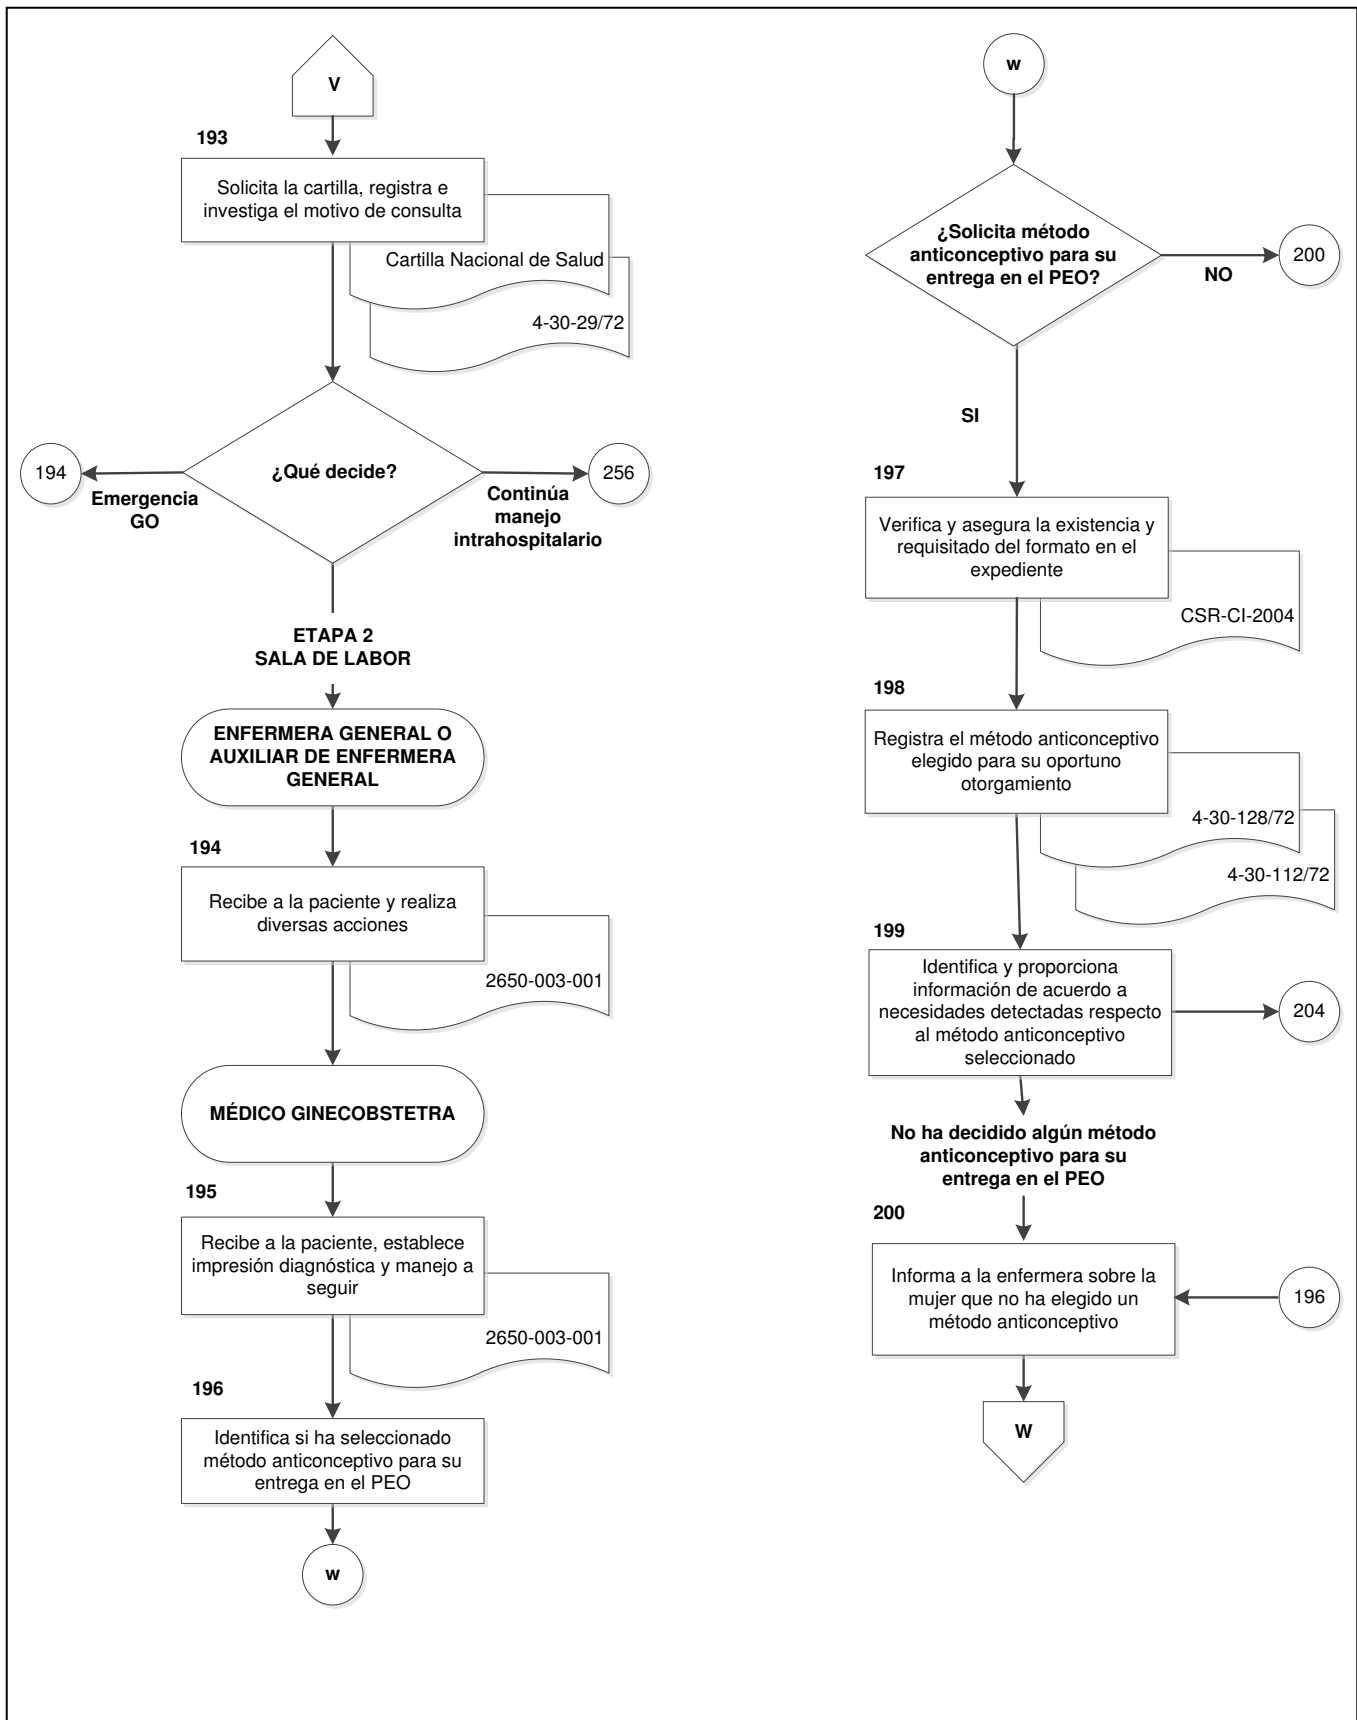 V
193
Solicita la cartilla, registra e
investiga el motivo de consulta
Cartilla Nacional de Salud
4-30-29/72
¿Qué decide?
194
Emergencia
GO
256
Continúa
manejo
intrahospitalario
ETAPA 2
SALA DE LABOR
ENFERMERA GENERAL O
AUXILIAR DE ENFERMERA
GENERAL
194
Recibe a la paciente y realiza
diversas acciones
2650-003-001
MÉDICO GINECOBSTETRA
195
Recibe a la paciente, establece
impresión diagnóstica y manejo a
seguir
2650-003-001
196
Identifica si ha seleccionado
método anticonceptivo para su
entrega en el PEO
w
w
¿Solicita método
anticonceptivo para su
entrega en el PEO?
NO
200
SI
197
Verifica y asegura la existencia y
requisitado del formato en el
expediente
CSR-CI-2004
198
Registra el método anticonceptivo
elegido para su oportuno
otorgamiento
4-30-128/72
4-30-112/72
199
Identifica y proporciona
información de acuerdo a
necesidades detectadas respecto
al método anticonceptivo
seleccionado
204
No ha decidido algún método
anticonceptivo para su
entrega en el PEO
200
Informa a la enfermera sobre la
mujer que no ha elegido un
método anticonceptivo
196
W